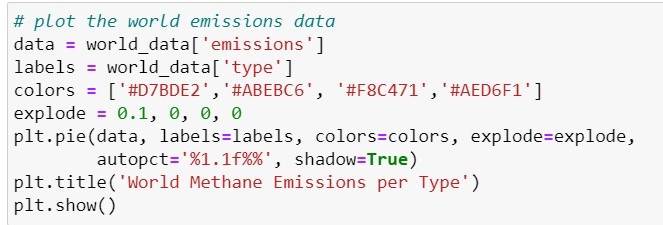 # plot the world emissions data
data = world_data['emissions']
labels = world_data['type']
colors = ['#D7BDE2','#ABEBC6', '#F8C471','#AED6F1']
explode = 0.1, 0, 0, 0
plt.pie(data, labels=labels, colors=colors, explode=explode,
        autopct='%1.1f%%', shadow=True)
plt.title('World Methane Emissions per Type')
plt.show()